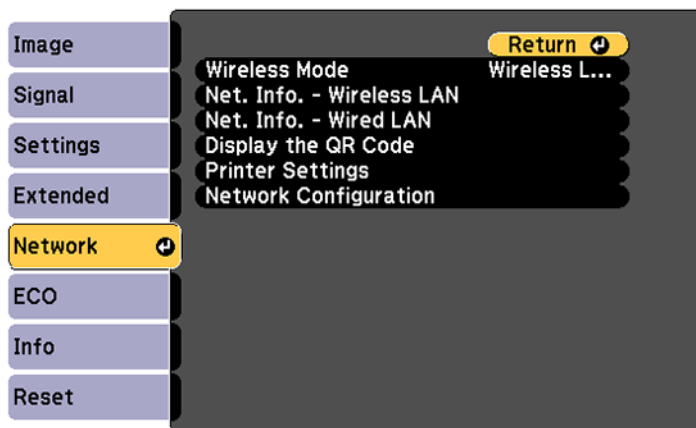 Image
Signal
Settings
Extended
Network
ECO
Info
Reset
Return
Wireless Mode Wireless L...
Net. Info. - Wireless LAN
Net. Info. - Wired LAN
Display the QR Code
Printer Settings
Network Configuration